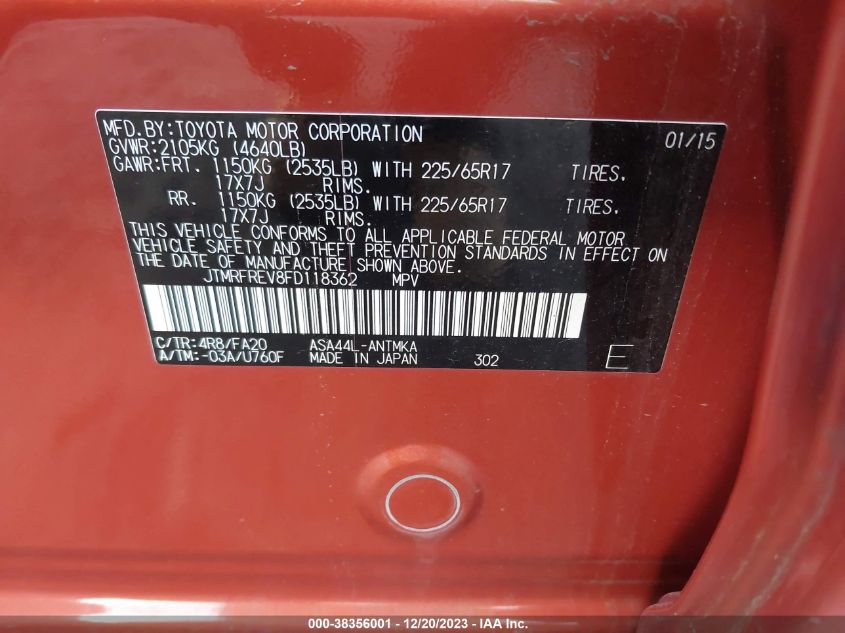 MFD.BY:TOYOTA MOTOR CORPORATION 01/15
GVWR:2105KG (4640LB)
GAWR:FRT. 1150KG (2535LB) WITH 225/65R17 TIRES,
17X7J RIMS.
RR. 1150KG (2535LB) WITH 225/65R17 TIRES,
17X7J RIMS.
THIS VEHICLE CONFORMS TO ALL APPLICABLE FEDERAL MOTOR
VEHICLE SAFETY AND THEFT PREVENTION STANDARDS IN EFFECT ON
THE DATE OF MANUFACTURE SHOWN ABOVE.
JTMRFREV8FD118362 MPV
C/TR:4R8/FA20 ASA44L-ANTMKA
A/TM:-03A/U760F MADE IN JAPAN 302 E
000-38356001 - 12/20/2023 - IAA Inc.